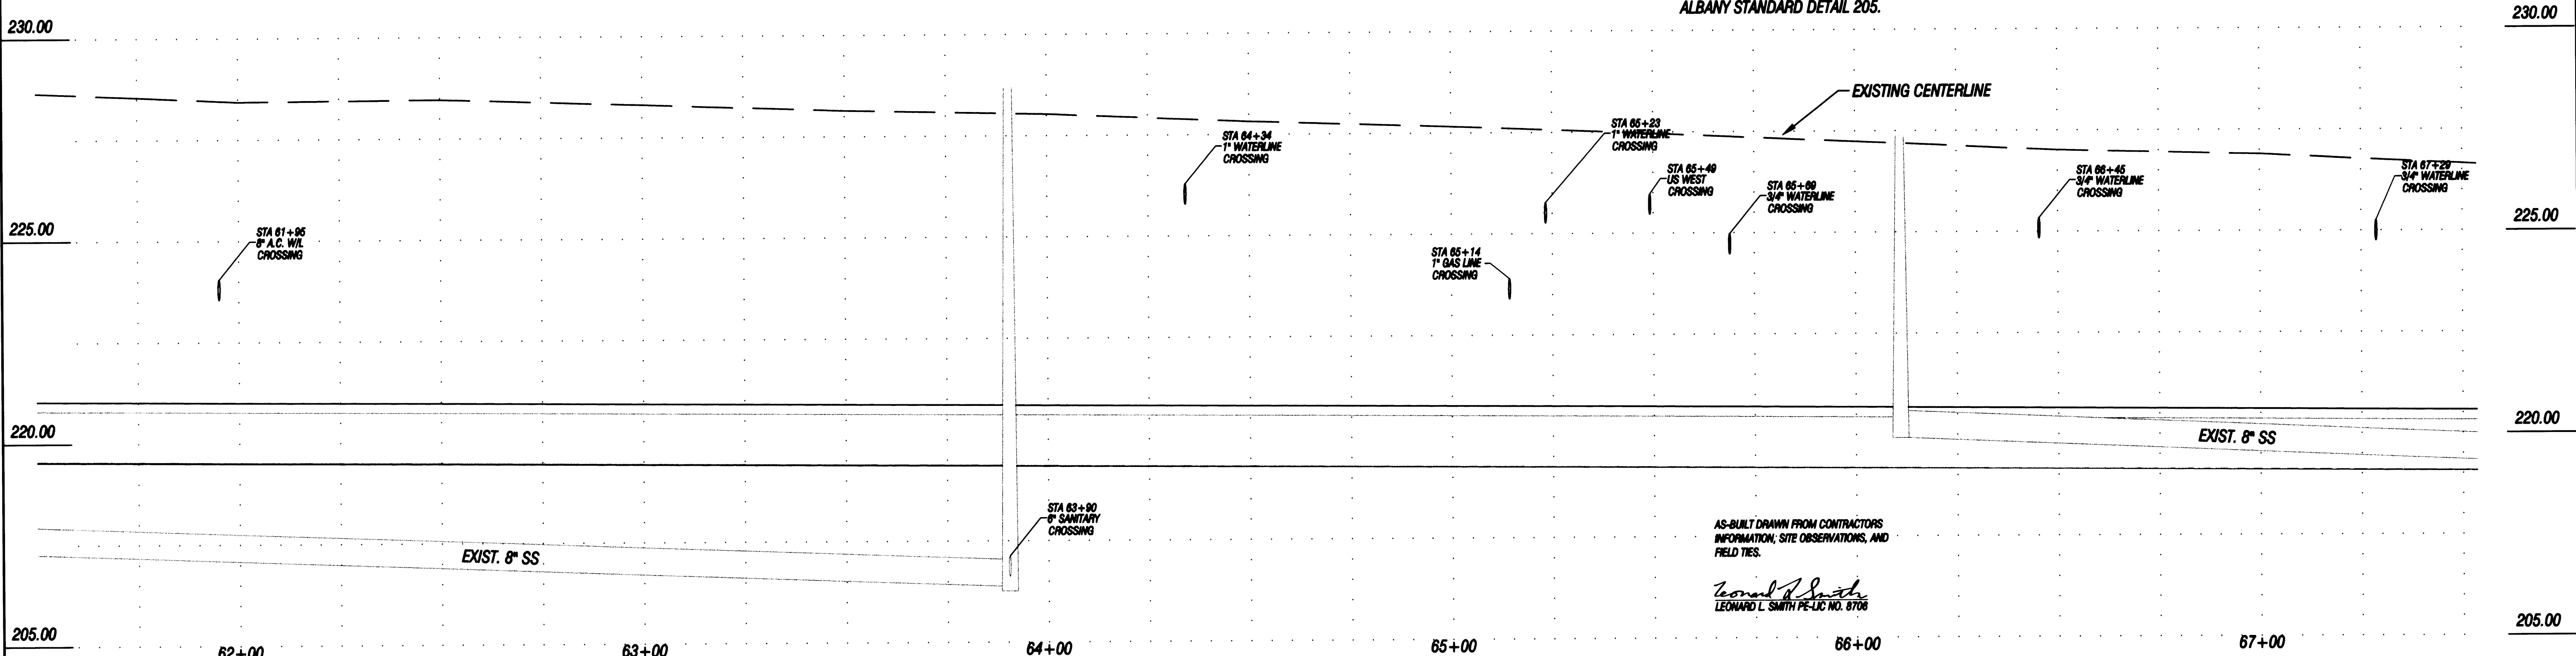 ALBANY STANDARD DETAIL 205.
230.00
230.00
EXISTING CENTERLINE
STA 64+34
1" WATERLINE
CROSSING
STA 65+23
1" WATERLINE
CROSSING
STA 65+49
US WEST
CROSSING
STA 65+69
3/4" WATERLINE
CROSSING
STA 66+45
3/4" WATERLINE
CROSSING
STA 67+29
3/4" WATERLINE
CROSSING
225.00
225.00
STA 61+95
8" A.C. W/L
CROSSING
STA 65+14
1" GAS LINE
CROSSING
220.00
220.00
EXIST. 8" SS
STA 63+90
6" SANITARY
CROSSING
EXIST. 8" SS
AS-BUILT DRAWN FROM CONTRACTORS
INFORMATION, SITE OBSERVATIONS, AND
FIELD TIES.
Leonard L Smith
LEONARD L. SMITH PE-LIC NO. 8706
205.00
205.00
62+00
63+00
64+00
65+00
66+00
67+00